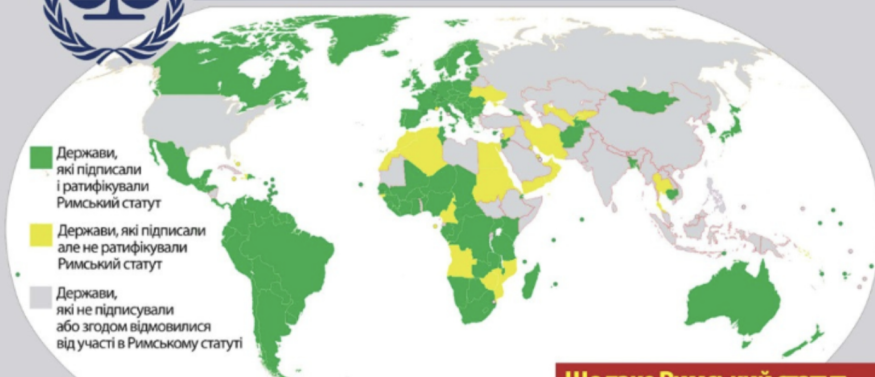 Держави,
які підписали
і ратифікували
Римський статут
Держави, які підписали
але не ратифікували
Римський статут
Держави,
які не підписували
або згодом відмовилися
від участі в Римському статуті